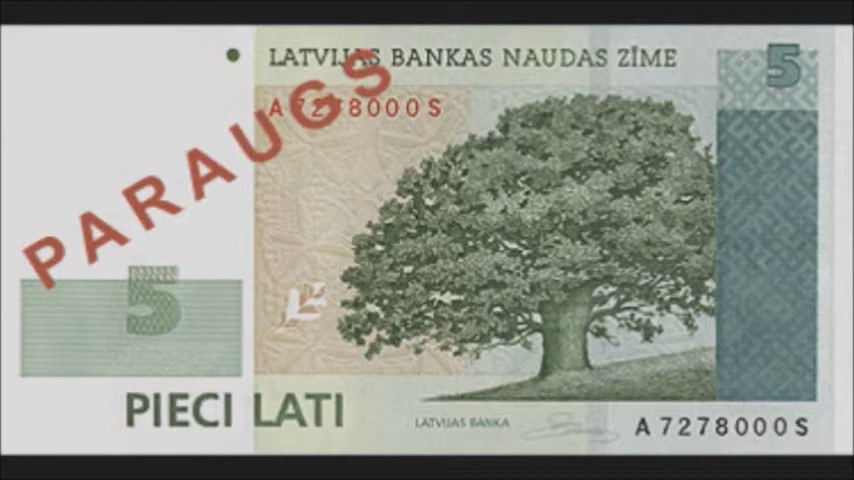 LATVIJAS BANKAS NAUDAS ZĪME
5
A 7278000 S
PARAUGS
5
PIECI LATI
LATVIJAS BANKA
A 7278000 S